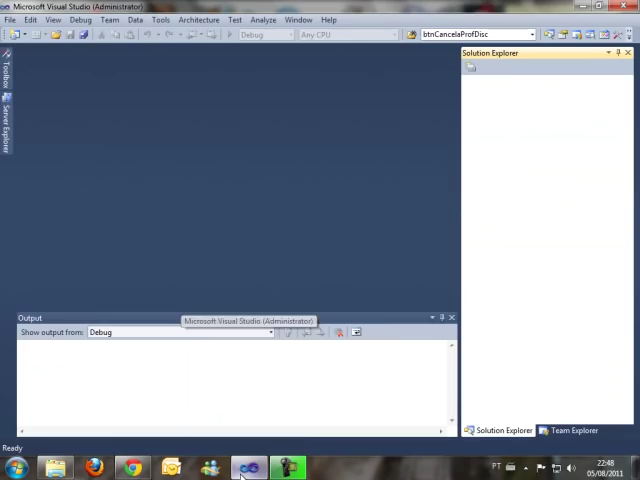 Microsoft Visual Studio (Administrator)
File Edit View Debug Team Data Tools Architecture Test Analyze Window Help
Debug Any CPU btnCancelaProfDisc
Toolbox
Server Explorer
Solution Explorer
Output
Microsoft Visual Studio (Administrator)
Show output from: Debug
Solution Explorer Team Explorer
Ready
PT 22:48
05/08/2011